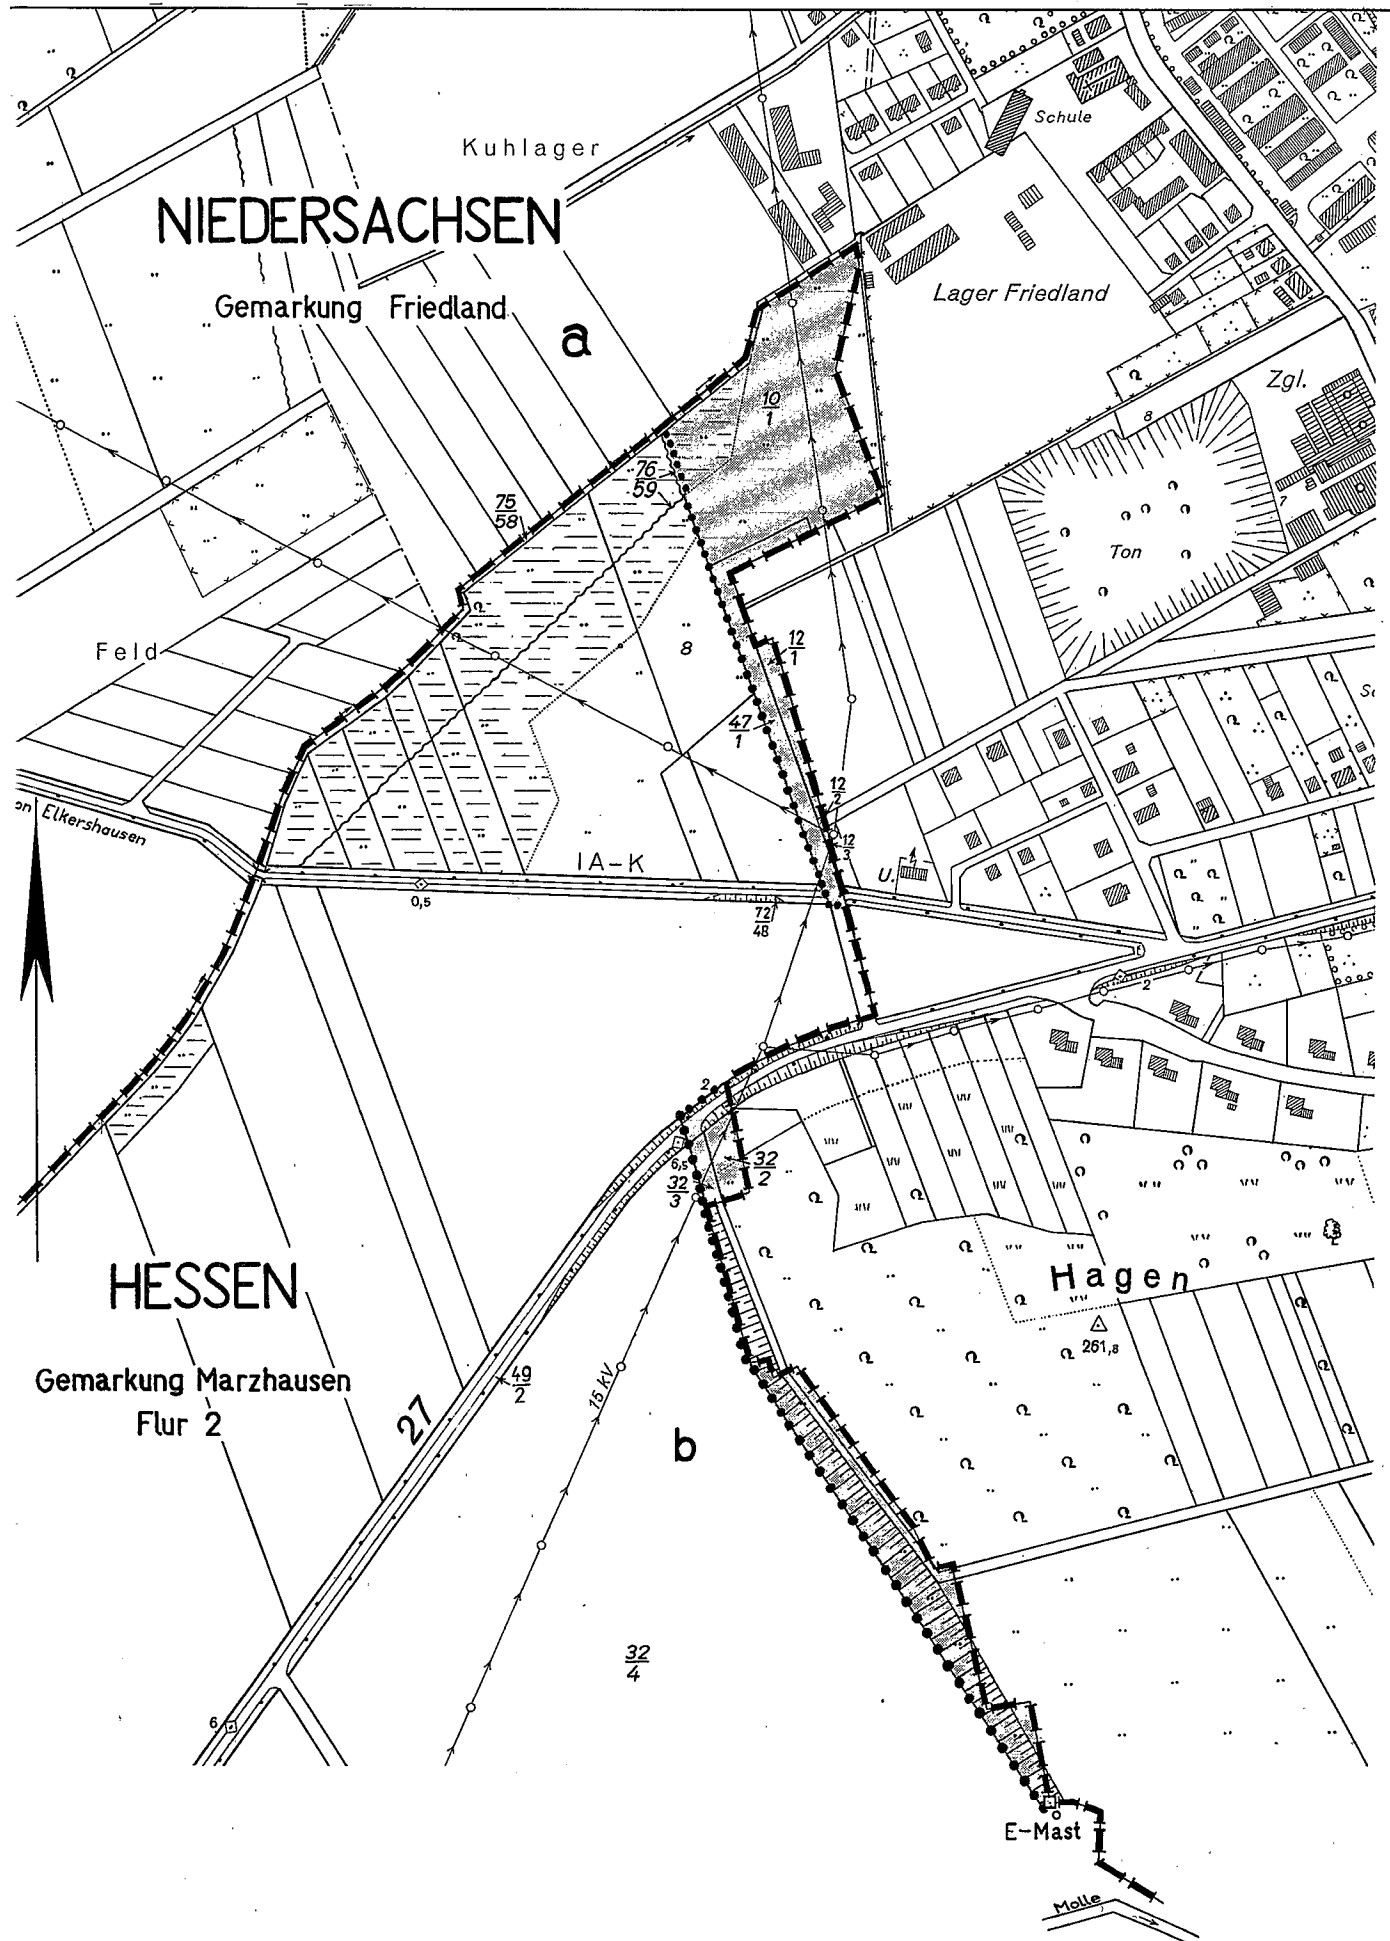 Schule
Kuhlager
NIEDERSACHSEN
Lager Friedland
Gemarkung Friedland
a
Zgl.
10
1
8
76
59
7
75
58
Ton
Feld
8
12
1
47
1
12
2
Elkershausen
12
3
IA-K
U.
0,5
72
48
2
2
6,5
32
2
32
3
HESSEN
Hagen
261,8
Gemarkung Marzhausen
Flur 2
49
2
15 KV
27
b
32
4
6
E-Mast
Molle